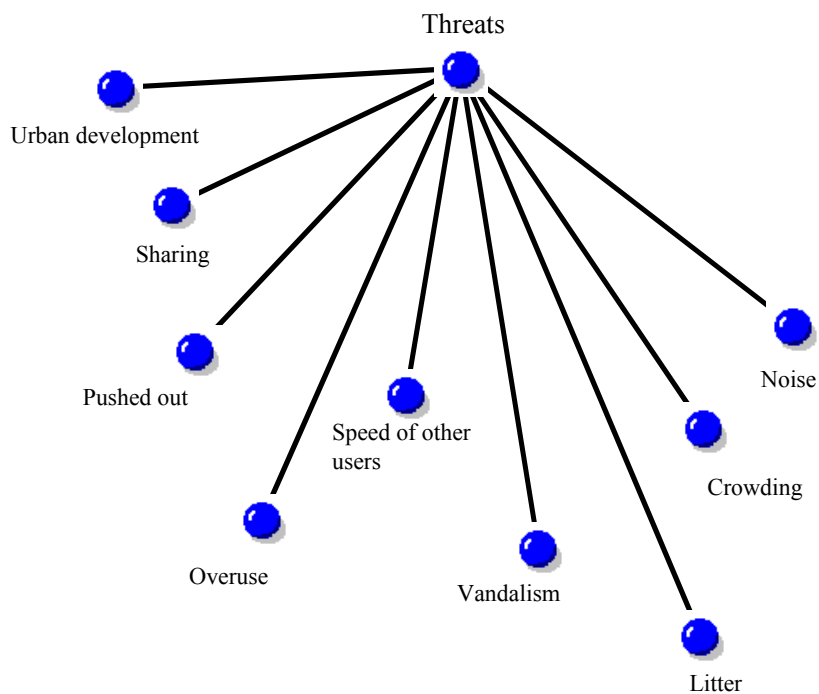 Threats
Urban development
Sharing
Pushed out
Noise
Speed of other
users
Crowding
Overuse
Vandalism
Litter